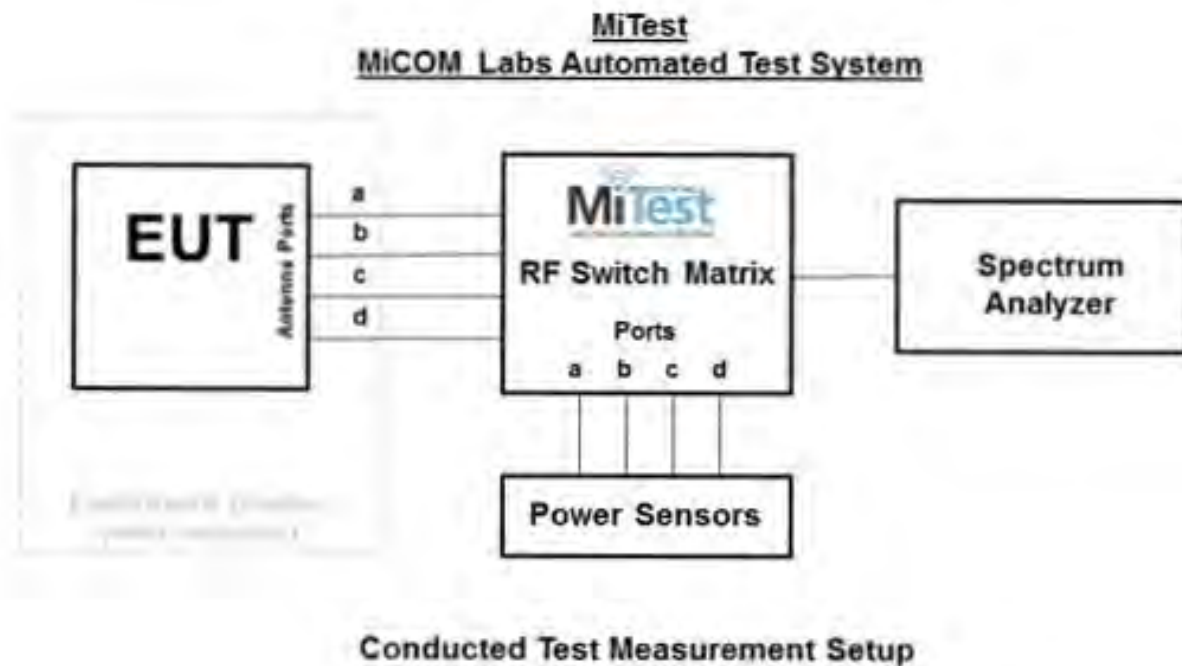 MiTest
MiCOM Labs Automated Test System
EUT
Antenna Ports
a
b
c
d
MiTest
RF Switch Matrix
Ports
a b c d
Spectrum
Analyzer
Power Sensors
Conducted Test Measurement Setup